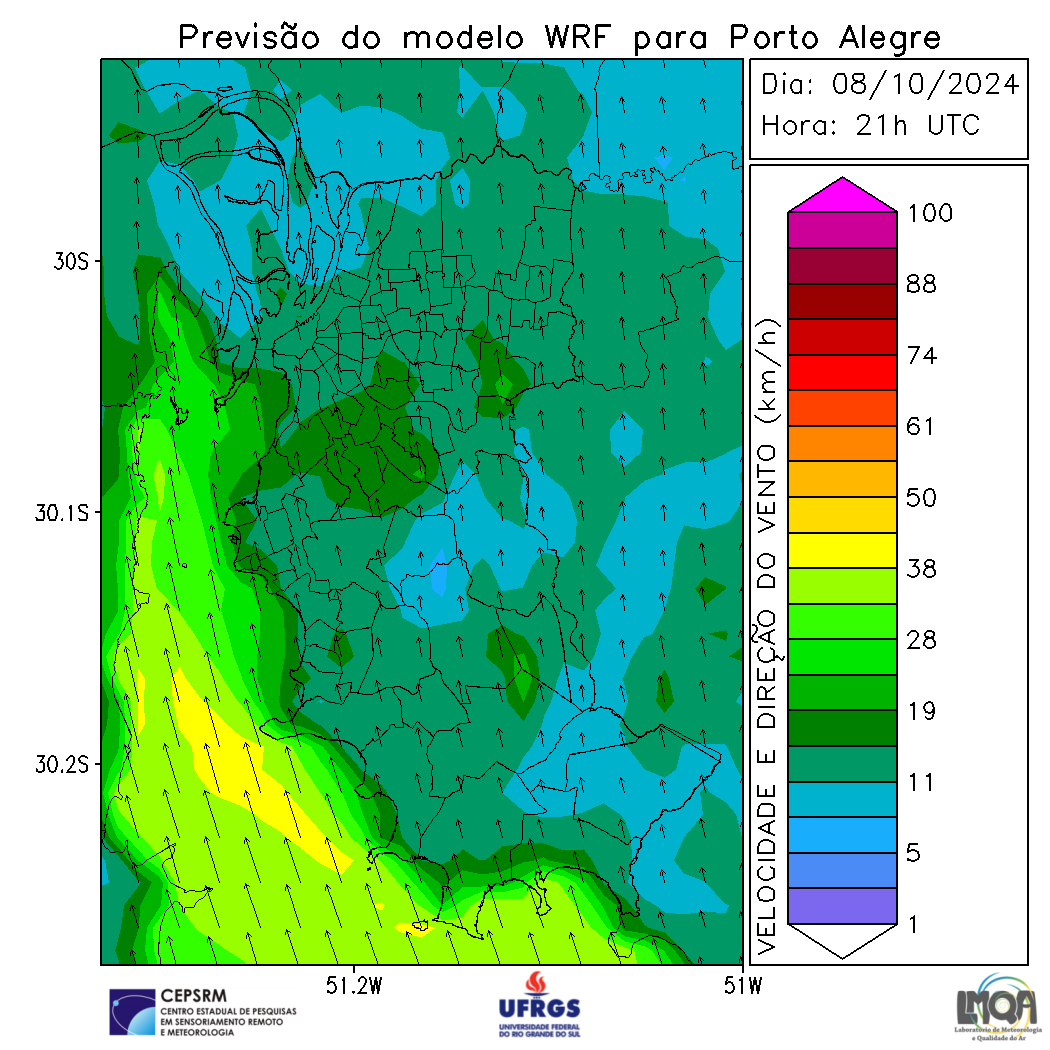 Previsão do modelo WRF para Porto Alegre
Dia: 08/10/2024
Hora: 21h UTC
30S
30.1S
30.2S
51.2W
51W
VELOCIDADE E DIREÇÃO DO VENTO (km/h)
100
88
74
61
50
38
28
19
11
5
1
CEPSRM
CENTRO ESTADUAL DE PESQUISAS
EM SENSORIAMENTO REMOTO
E METEOROLOGIA
UFRGS
UNIVERSIDADE FEDERAL
DO RIO GRANDE DO SUL
LMQA
Laboratório de Meteorologia
e Qualidade do Ar